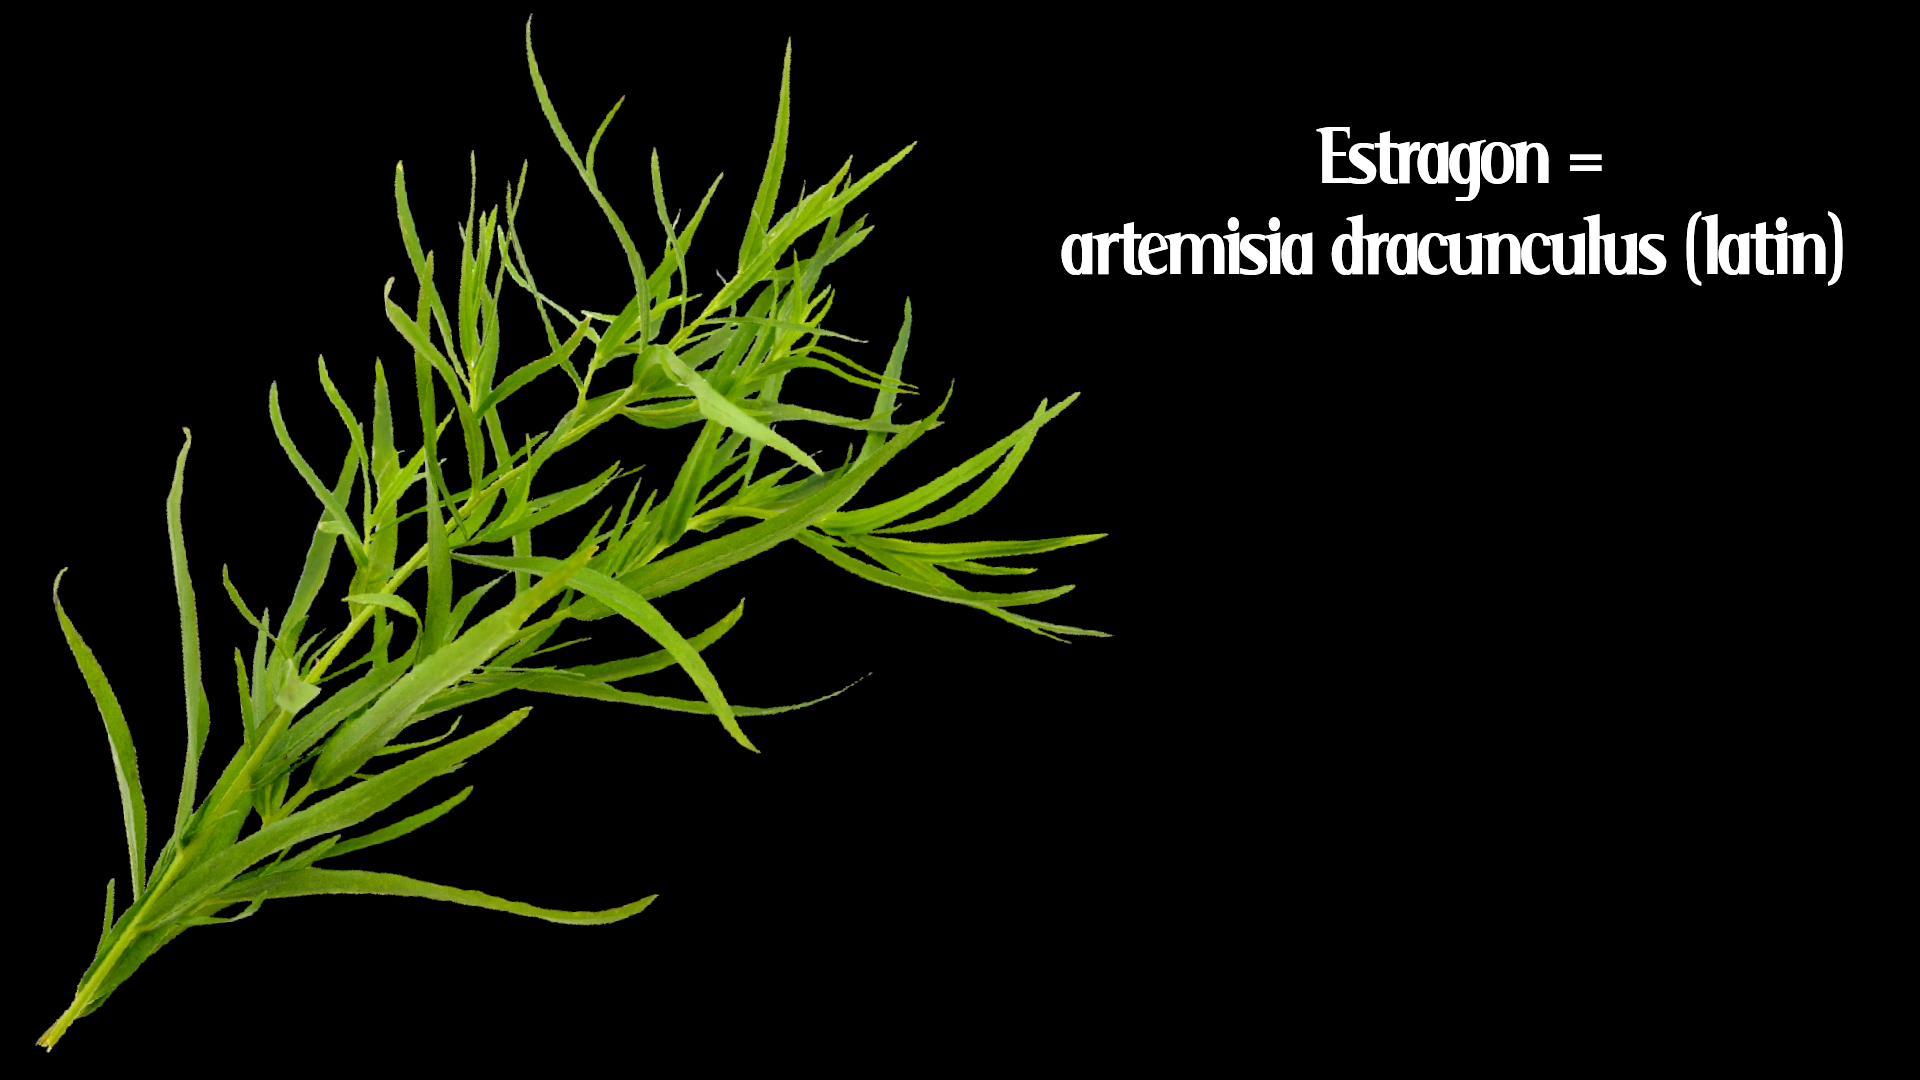 Estragon =
artemisia dracunculus (latin)